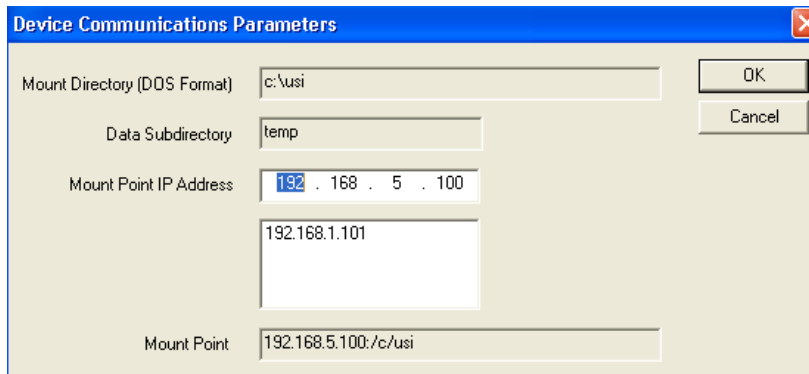 Device Communications Parameters
Mount Directory (DOS Format) c:\usi OK
Data Subdirectory temp Cancel
Mount Point IP Address 192 . 168 . 5 . 100
192.168.1.101
Mount Point 192.168.5.100:/c/usi